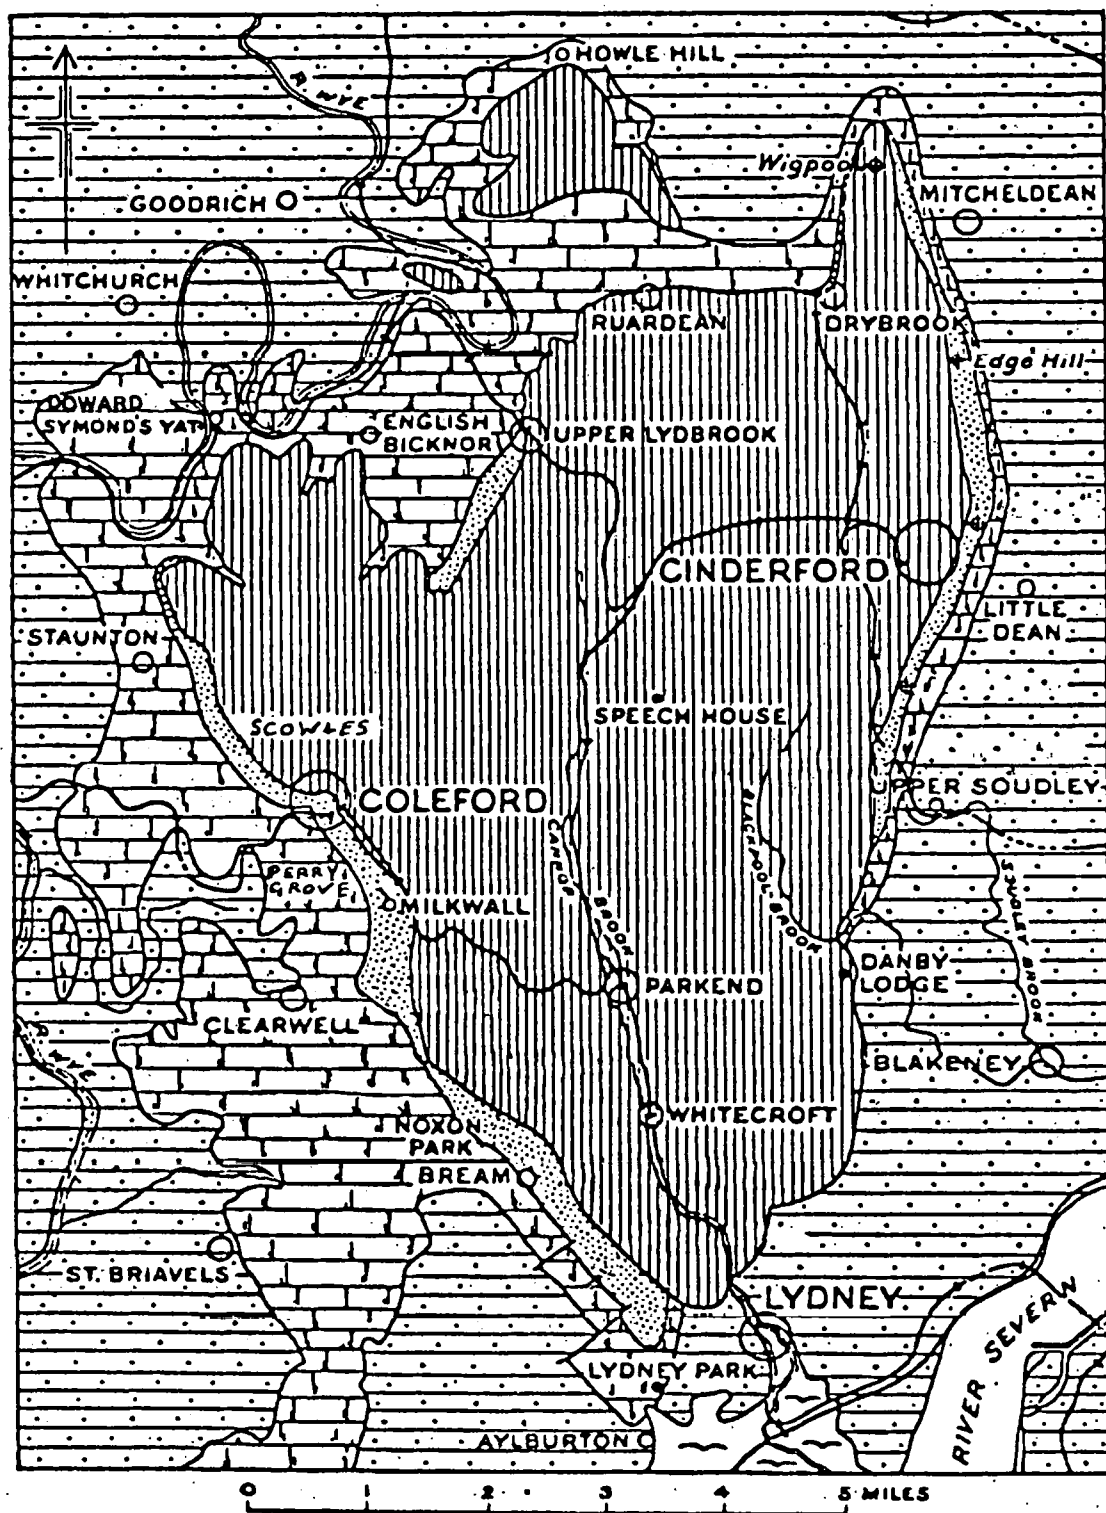 HOWLE HILL
R. WYE
Wigpool
MITCHELDEAN
GOODRICH
WHITCHURCH
RUARDEAN
DRYBROOK
Edge Hill
DOWARD
SYMOND'S YAT
ENGLISH
BICKNOR
UPPER LYDBROOK
CINDERFORD
LITTLE
DEAN
STAUNTON
SPEECH HOUSE
SCOWLES
UPPER SOUDLEY
COLEFORD
CANNOP
BROOK
BLACKPOOL BROOK
SOUDLEY BROOK
PERRY
GROVE
MILKWALL
DANBY
LODGE
PARKEND
CLEARWELL
R. WYE
BLAKENEY
WHITECROFT
NOXON
PARK
BREAM
ST. BRIAVELS
LYDNEY
RIVER SEVERN
LYDNEY PARK
AYLBURTON
0 1 2 3 4 5 MILES